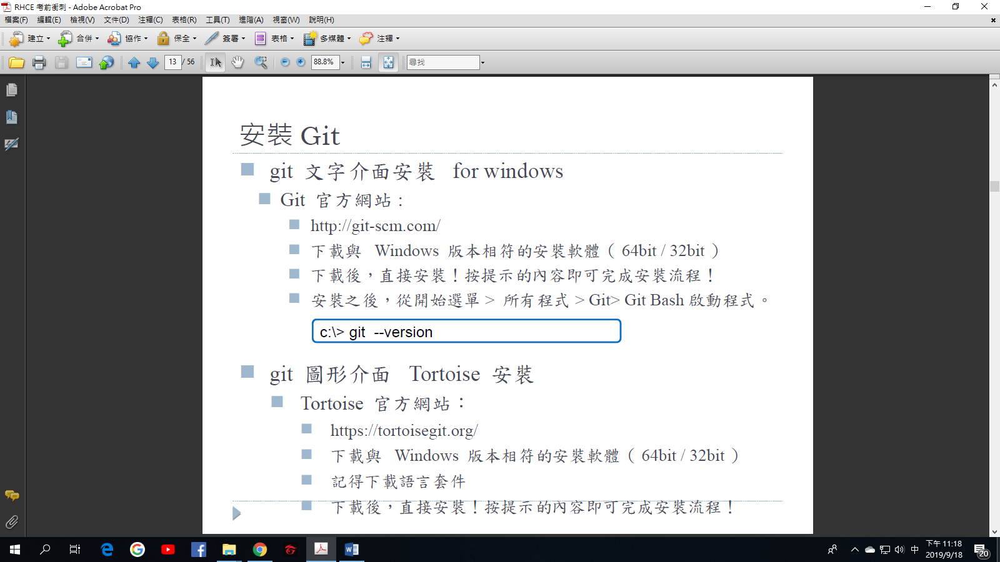 RHCE 考前衝刺 - Adobe Acrobat Pro
檔案(F) 編輯(E) 檢視(V) 文件(D) 注釋(C) 表格(R) 工具(T) 進階(A) 視窗(W) 說明(H)
建立 合併 協作 保全 簽署 表格 多媒體 注釋
13 / 56 88.8% 尋找
安裝 Git
git 文字介面安裝 for windows
Git 官方網站：
http://git-scm.com/
下載與 Windows 版本相符的安裝軟體（ 64bit / 32bit ）
下載後，直接安裝！按提示的內容即可完成安裝流程！
安裝之後，從開始選單 > 所有程式 > Git> Git Bash 啟動程式。
c:\> git --version
git 圖形介面 Tortoise 安裝
Tortoise 官方網站：
https://tortoisegit.org/
下載與 Windows 版本相符的安裝軟體（ 64bit / 32bit ）
記得下載語言套件
下載後，直接安裝！按提示的內容即可完成安裝流程！
中
下午 11:18
2019/9/18
20